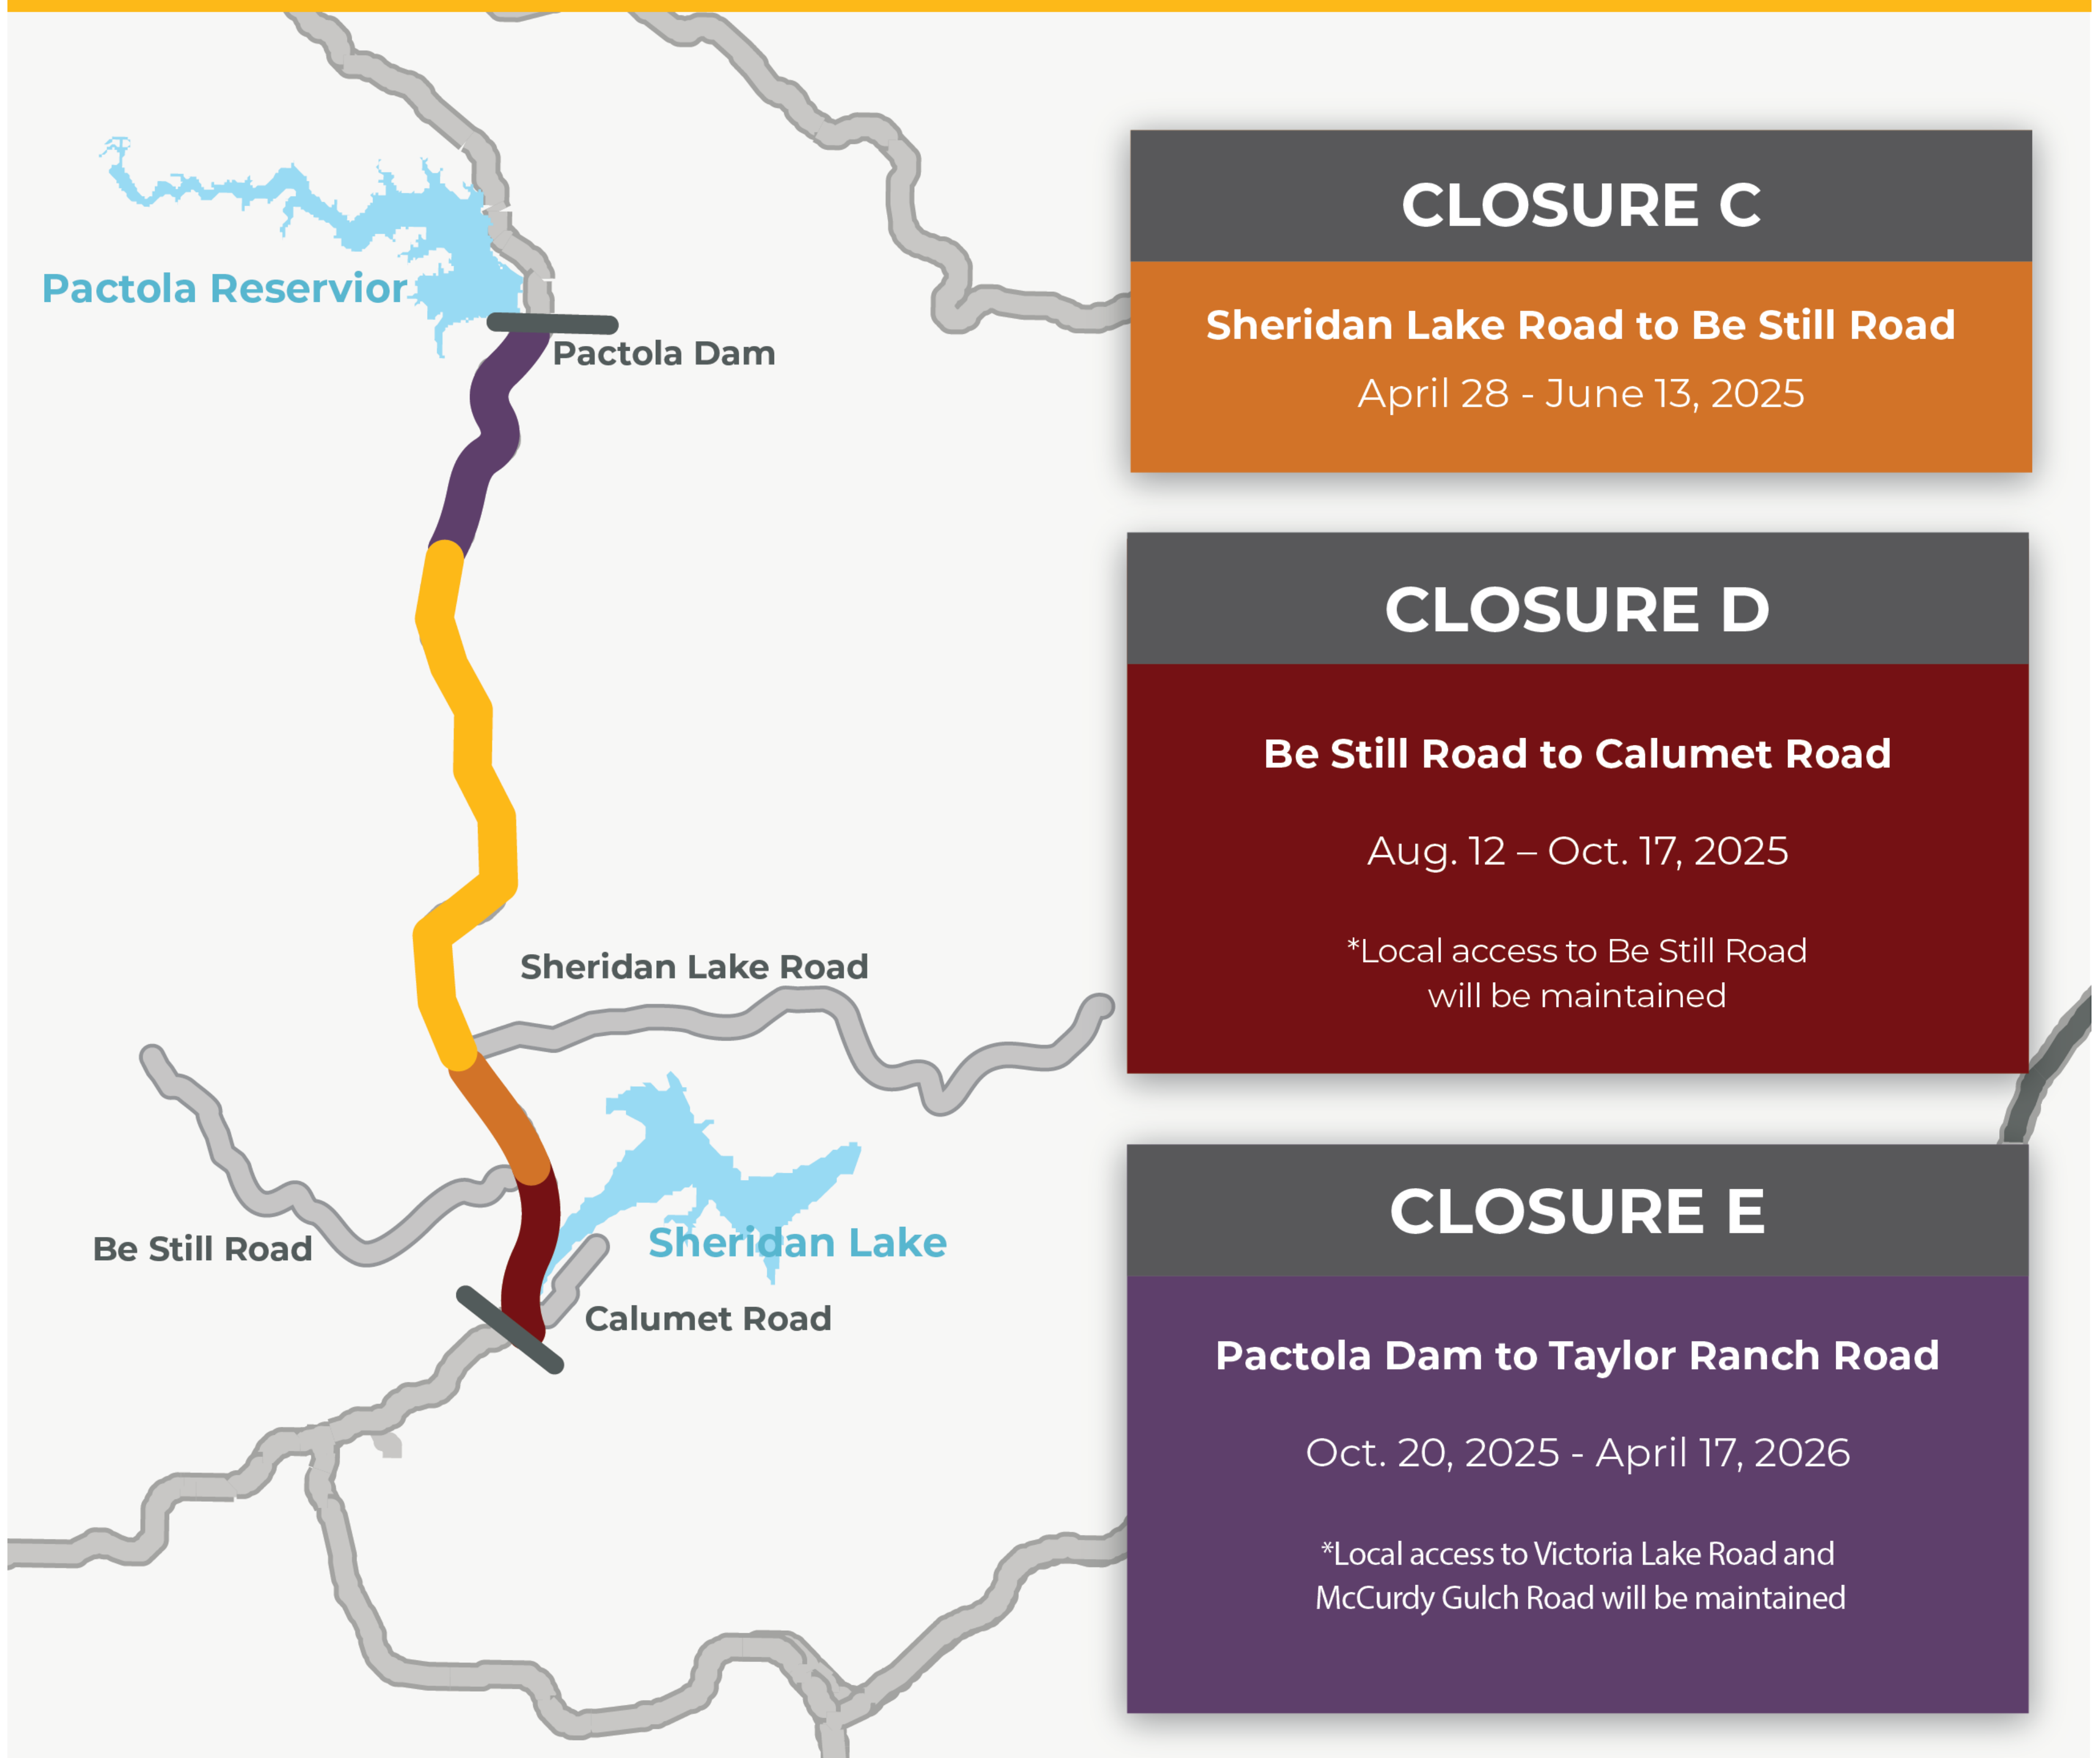 Pactola Reservior
Pactola Dam
Sheridan Lake Road
Be Still Road
Sheridan Lake
Calumet Road
CLOSURE C
Sheridan Lake Road to Be Still Road
April 28 - June 13, 2025
CLOSURE D
Be Still Road to Calumet Road
Aug. 12 – Oct. 17, 2025
*Local access to Be Still Road
will be maintained
CLOSURE E
Pactola Dam to Taylor Ranch Road
Oct. 20, 2025 - April 17, 2026
*Local access to Victoria Lake Road and
McCurdy Gulch Road will be maintained